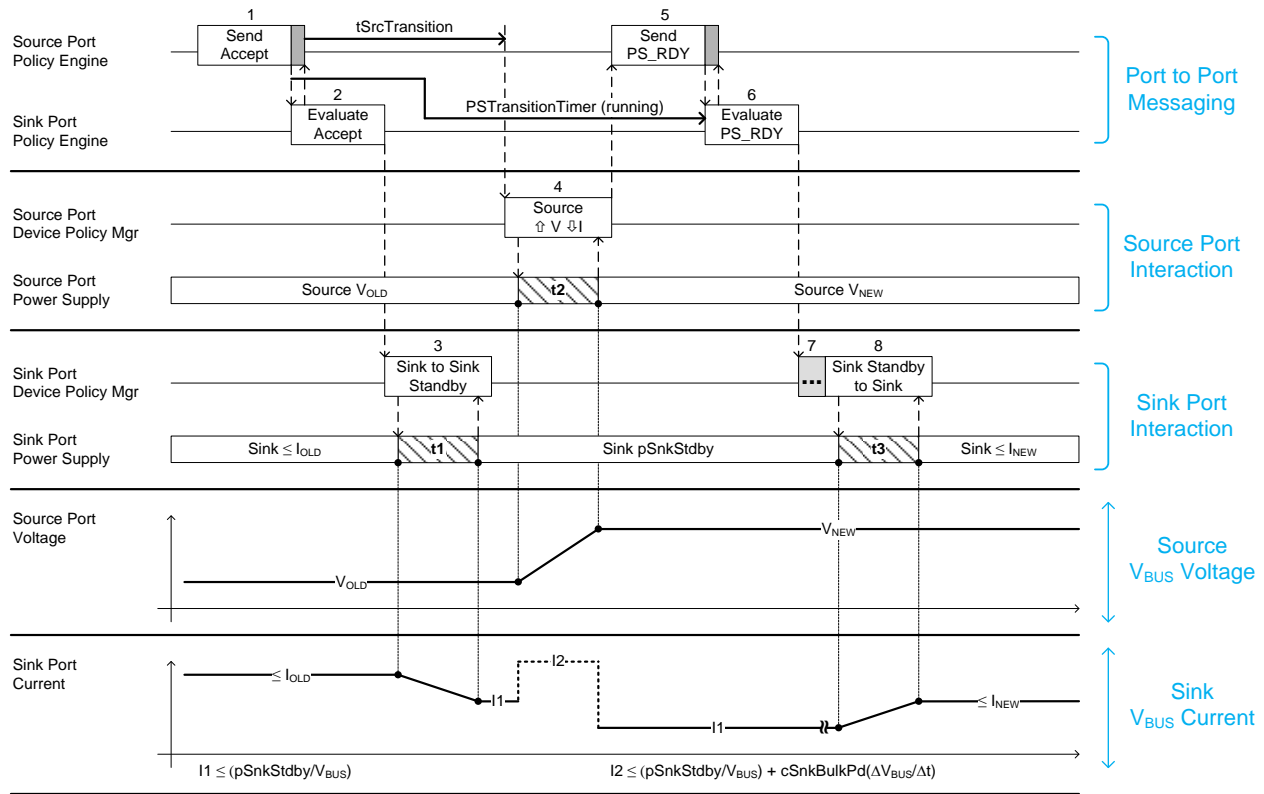 1
5
tSrcTransition
Source Port
Policy Engine
Send
Accept
Send
PS_RDY
Port to Port
Messaging
2
PSTransitionTimer (running)
6
Sink Port
Policy Engine
Evaluate
Accept
Evaluate
PS_RDY
4
Source Port
Device Policy Mgr
Source
⇧ V ⇩I
Source Port
Interaction
Source Port
Power Supply
Source VOLD
t2
Source VNEW
3
7
8
Sink Port
Device Policy Mgr
Sink to Sink
Standby
...
Sink Standby
to Sink
Sink Port
Interaction
Sink Port
Power Supply
Sink ≤ IOLD
t1
Sink pSnkStdby
t3
Sink ≤ INEW
Source Port
Voltage
VOLD
VNEW
Source
VBUS Voltage
Sink Port
Current
≤ IOLD
I1
I2
I1
≤ INEW
Sink
VBUS Current
I1 ≤ (pSnkStdby/VBUS)
I2 ≤ (pSnkStdby/VBUS) + cSnkBulkPd(ΔVBUS/Δt)